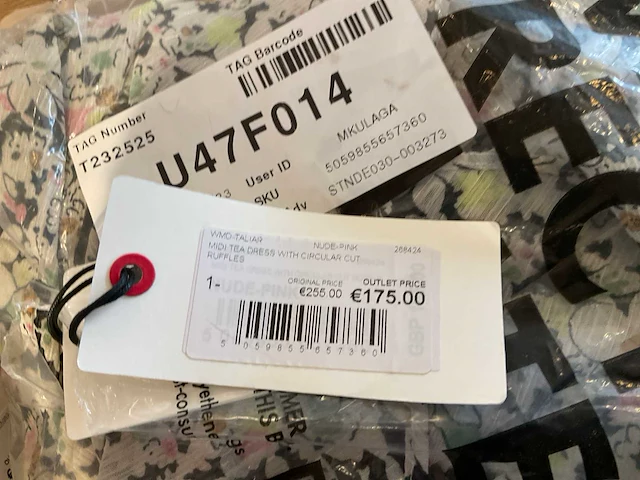 TAG Barcode
TAG Number
T232525
U47F014
User ID
MKULAGA
SKU
5059855657360
STNDE030-003273
WMD-TALIAR NUDE-PINK 268424
MIDI TEA DRESS WITH CIRCULAR CUT
RUFFLES
1- ORIGINAL PRICE OUTLET PRICE
€255.00 €175.00
5 059855 657360